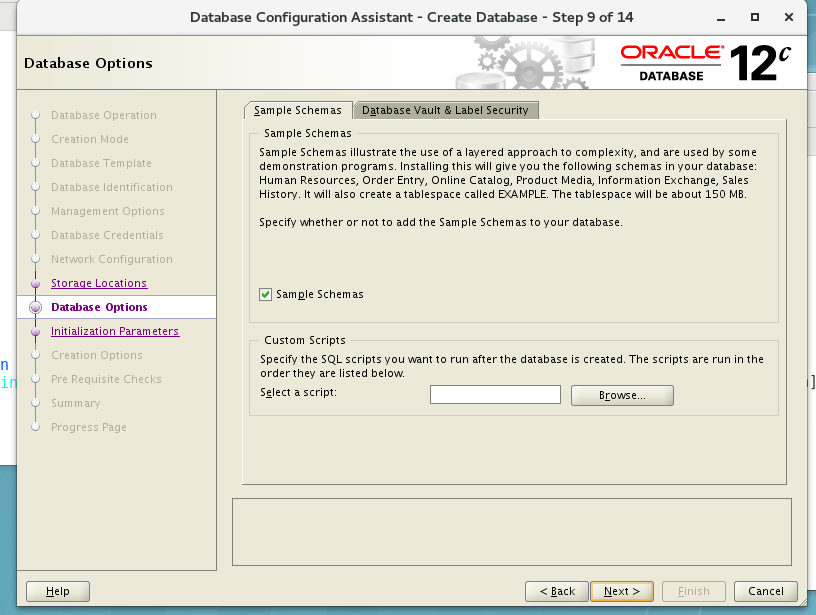 Database Configuration Assistant - Create Database - Step 9 of 14
Database Options
ORACLE
DATABASE
12c
Database Operation
Creation Mode
Database Template
Database Identification
Management Options
Database Credentials
Network Configuration
Storage Locations
Database Options
Initialization Parameters
Creation Options
Pre Requisite Checks
Summary
Progress Page
Sample Schemas
Database Vault & Label Security
Sample Schemas
Sample Schemas illustrate the use of a layered approach to complexity, and are used by some
demonstration programs. Installing this will give you the following schemas in your database:
Human Resources, Order Entry, Online Catalog, Product Media, Information Exchange, Sales
History. It will also create a tablespace called EXAMPLE. The tablespace will be about 150 MB.
Specify whether or not to add the Sample Schemas to your database.
Sample Schemas
Custom Scripts
Specify the SQL scripts you want to run after the database is created. The scripts are run in the
order they are listed below.
Select a script:
Browse...
Help
< Back
Next >
Finish
Cancel